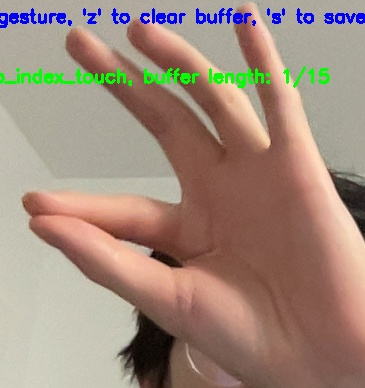 gesture, 'z' to clear buffer, 's' to save
_index_touch, buffer length: 1/15